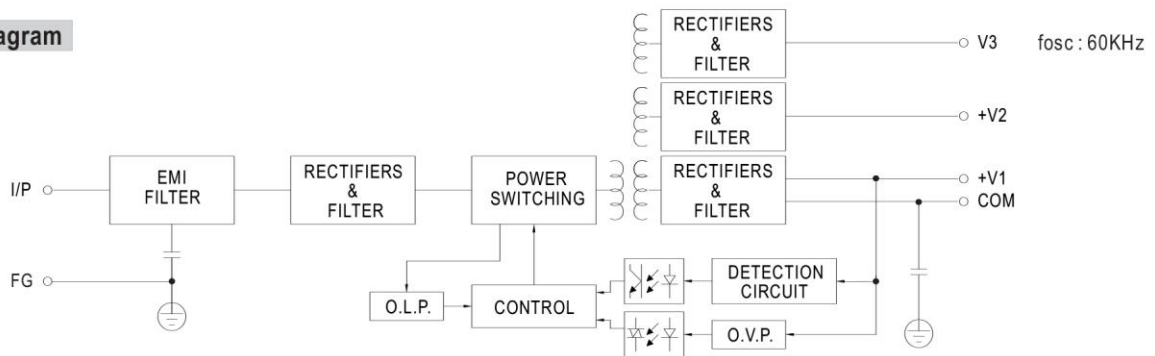 agram
RECTIFIERS
&
FILTER
V3
fosc : 60KHz
RECTIFIERS
&
FILTER
+V2
I/P
EMI
FILTER
RECTIFIERS
&
FILTER
POWER
SWITCHING
RECTIFIERS
&
FILTER
+V1
COM
FG
O.L.P.
CONTROL
DETECTION
CIRCUIT
O.V.P.